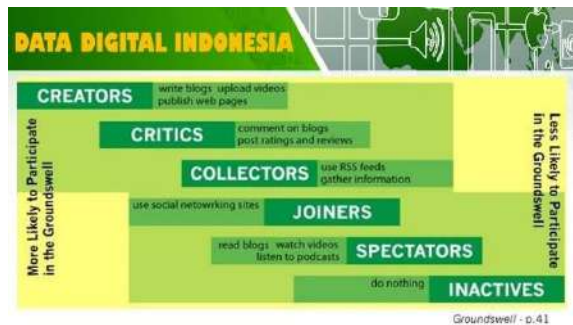 DATA DIGITAL INDONESIA
CREATORS
write blogs upload videos
publish web pages
CRITICS
comment on blogs
post ratings and reviews
COLLECTORS
use RSS feeds
gather information
use social netowrking sites
JOINERS
read blogs watch videos
listen to podcasts
SPECTATORS
do nothing
INACTIVES
More Likely to Participate
in the Groundswell
Less Likely to Participate
in the Groundswell
Groundswell - p.41